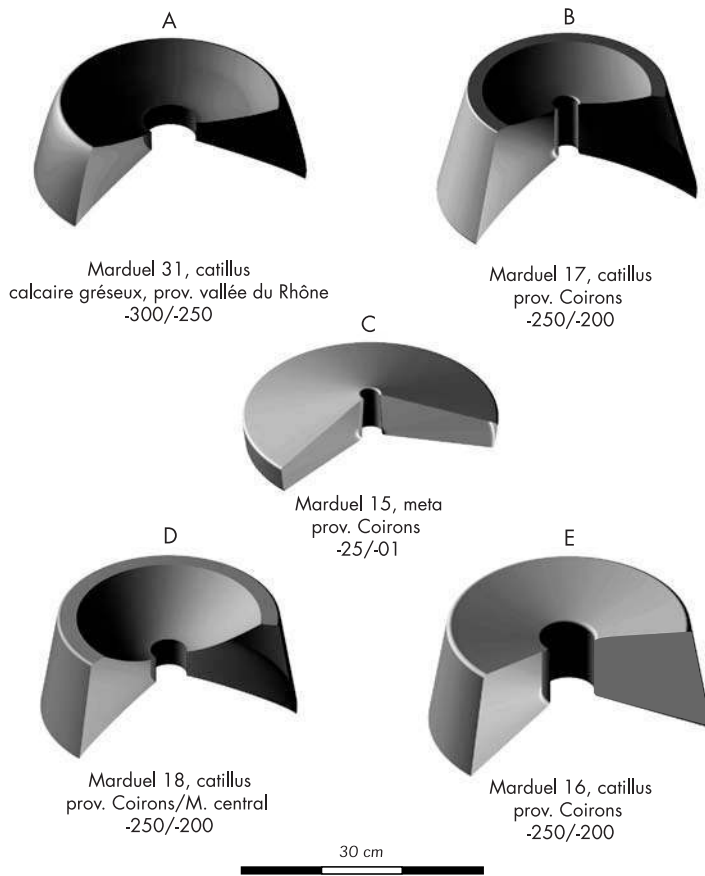 A
Marduel 31, catillus
calcaire gréseux, prov. vallée du Rhône
-300/-250
B
Marduel 17, catillus
prov. Coirons
-250/-200
C
Marduel 15, meta
prov. Coirons
-25/-01
D
Marduel 18, catillus
prov. Coirons/M. central
-250/-200
E
Marduel 16, catillus
prov. Coirons
-250/-200
30 cm